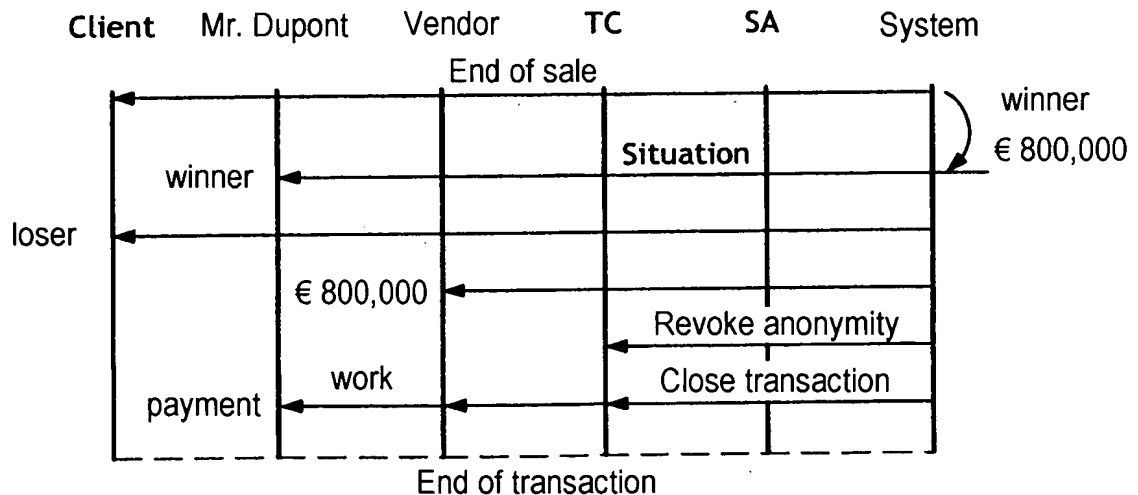 Client Mr. Dupont Vendor TC SA System
End of sale
winner
€ 800,000
Situation
winner
loser
€ 800,000
Revoke anonymity
work
Close transaction
payment
End of transaction